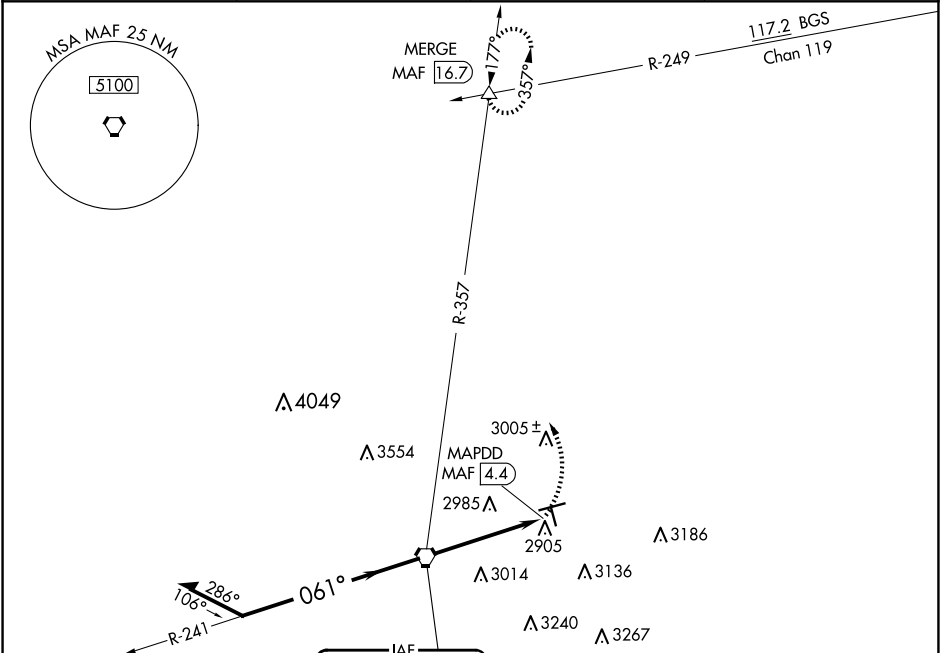 MSA MAF 25 NM
5100
MERGE
MAF 16.7
177°
357°
R-249
117.2 BGS
Chan 119
R-357
4049
3554
3005±
MAPDD
MAF 4.4
2985
2905
3186
3014
3136
061°
286°
106°
R-241
3240
3267
IAF